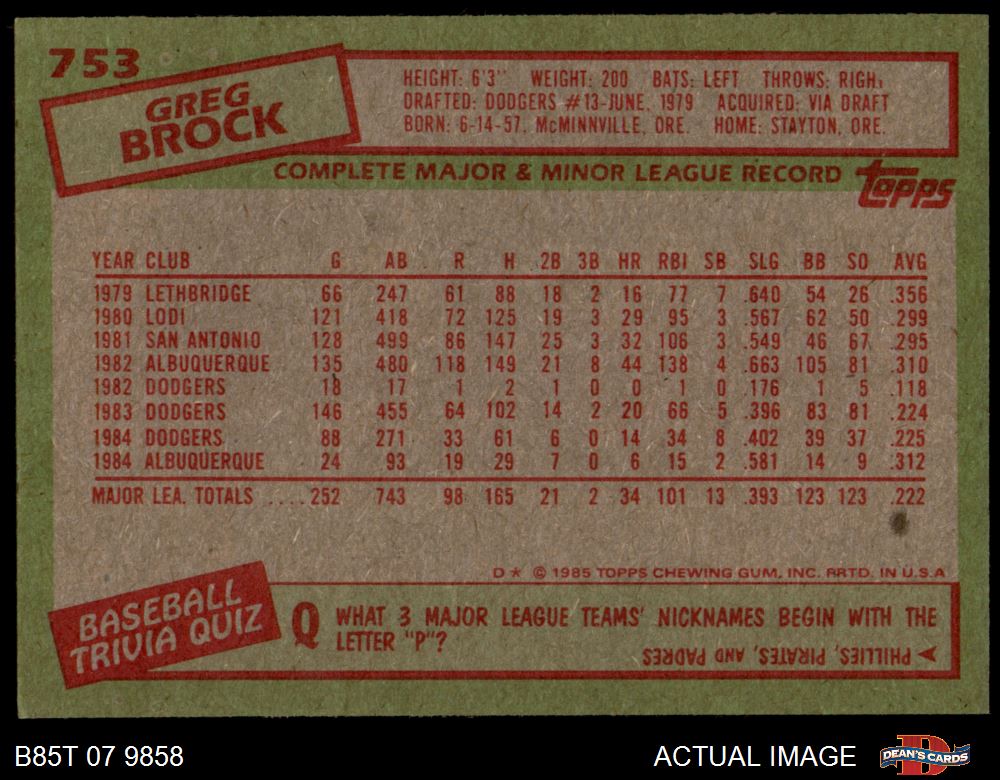 753
GREG
BROCK
HEIGHT: 6'3" WEIGHT: 200 BATS: LEFT THROWS: RIGH
DRAFTED: DODGERS #13-JUNE, 1979 ACQUIRED: VIA DRAFT
BORN: 6-14-57, McMINNVILLE, ORE. HOME: STAYTON, ORE.
COMPLETE MAJOR & MINOR LEAGUE RECORD topps
YEAR CLUB G AB R H 2B 3B HR RBI SB SLG BB SO AVG
1979 LETHBRIDGE 66 247 61 88 18 2 16 77 7 .640 54 26 .356
1980 LODI 121 418 72 125 19 3 29 95 3 .567 62 50 .299
1981 SAN ANTONIO 128 499 86 147 25 3 32 106 3 .549 46 67 .295
1982 ALBUQUERQUE 135 480 118 149 21 8 44 138 4 .663 105 81 .310
1982 DODGERS 18 17 1 2 1 0 0 1 0 .176 1 5 .118
1983 DODGERS 146 455 64 102 14 2 20 66 5 .396 83 81 .224
1984 DODGERS 88 271 33 61 6 0 14 34 8 .402 39 37 .225
1984 ALBUQUERQUE 24 93 19 29 7 0 6 15 2 .581 14 9 .312
MAJOR LEA. TOTALS ....252 743 98 165 21 2 34 101 13 .393 123 123 .222
D* © 1985 TOPPS CHEWING GUM, INC. PRTD. IN U.S.A
BASEBALL
TRIVIA QUIZ
Q WHAT 3 MAJOR LEAGUE TEAMS' NICKNAMES BEGIN WITH THE
LETTER "P"?
PHILLIES, PIRATES, AND PADRES
B85T 07 9858 ACTUAL IMAGE DEAN'S CARDS